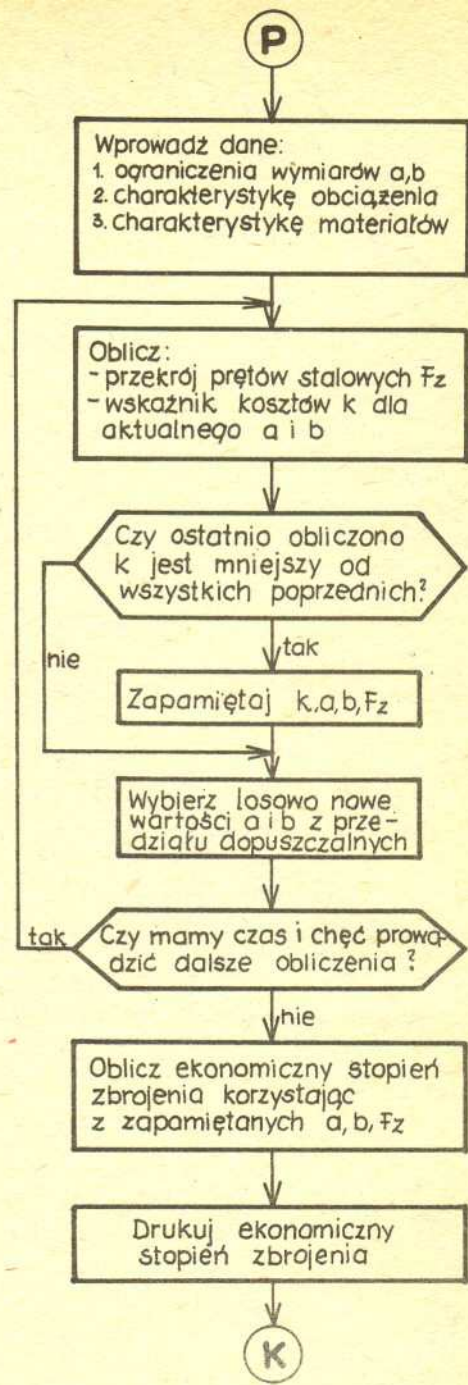 P
Wprowadź dane:
1. ograniczenia wymiarów a,b
2. charakterystykę obciążenia
3. charakterystykę materiałów
Oblicz:
- przekrój prętów stalowych Fz
- wskaźnik kosztów k dla
aktualnego a i b
Czy ostatnio obliczono
k jest mniejszy od
wszystkich poprzednich?
nie
tak
Zapamiętaj k,a,b,Fz
Wybierz losowo nowe
wartości a i b z prze-
działu dopuszczalnych
tak
Czy mamy czas i chęć prowa-
dzić dalsze obliczenia?
nie
Oblicz ekonomiczny stopień
zbrojenia korzystając
z zapamiętanych a, b, Fz
Drukuj ekonomiczny
stopień zbrojenia
K